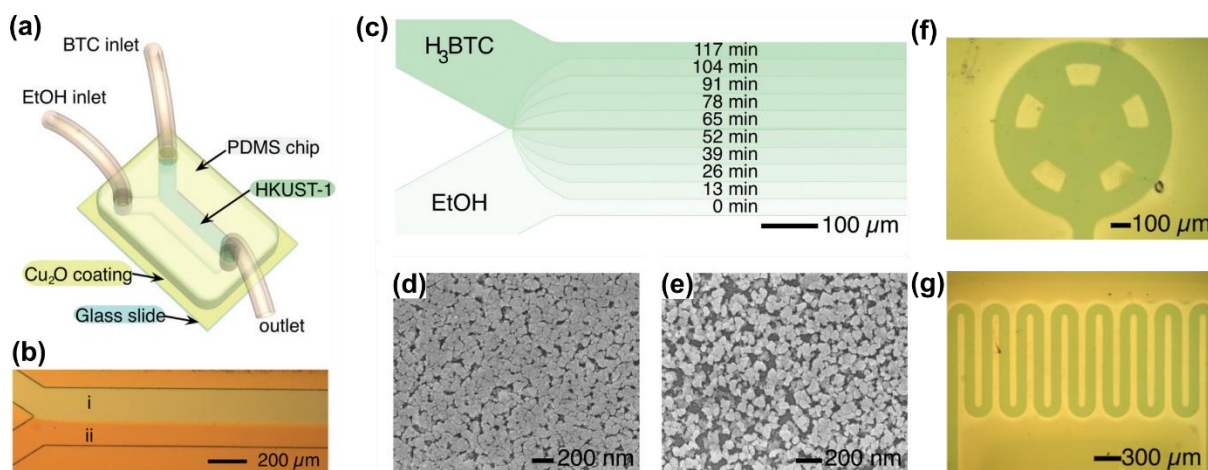 (a)
BTC inlet
EtOH inlet
PDMS chip
HKUST-1
Cu₂O coating
Glass slide
outlet
(b)
i
ii
200 µm
(c)
H₃BTC
EtOH
117 min
104 min
91 min
78 min
65 min
52 min
39 min
26 min
13 min
0 min
100 µm
(d)
200 nm
(e)
200 nm
(f)
100 µm
(g)
300 µm